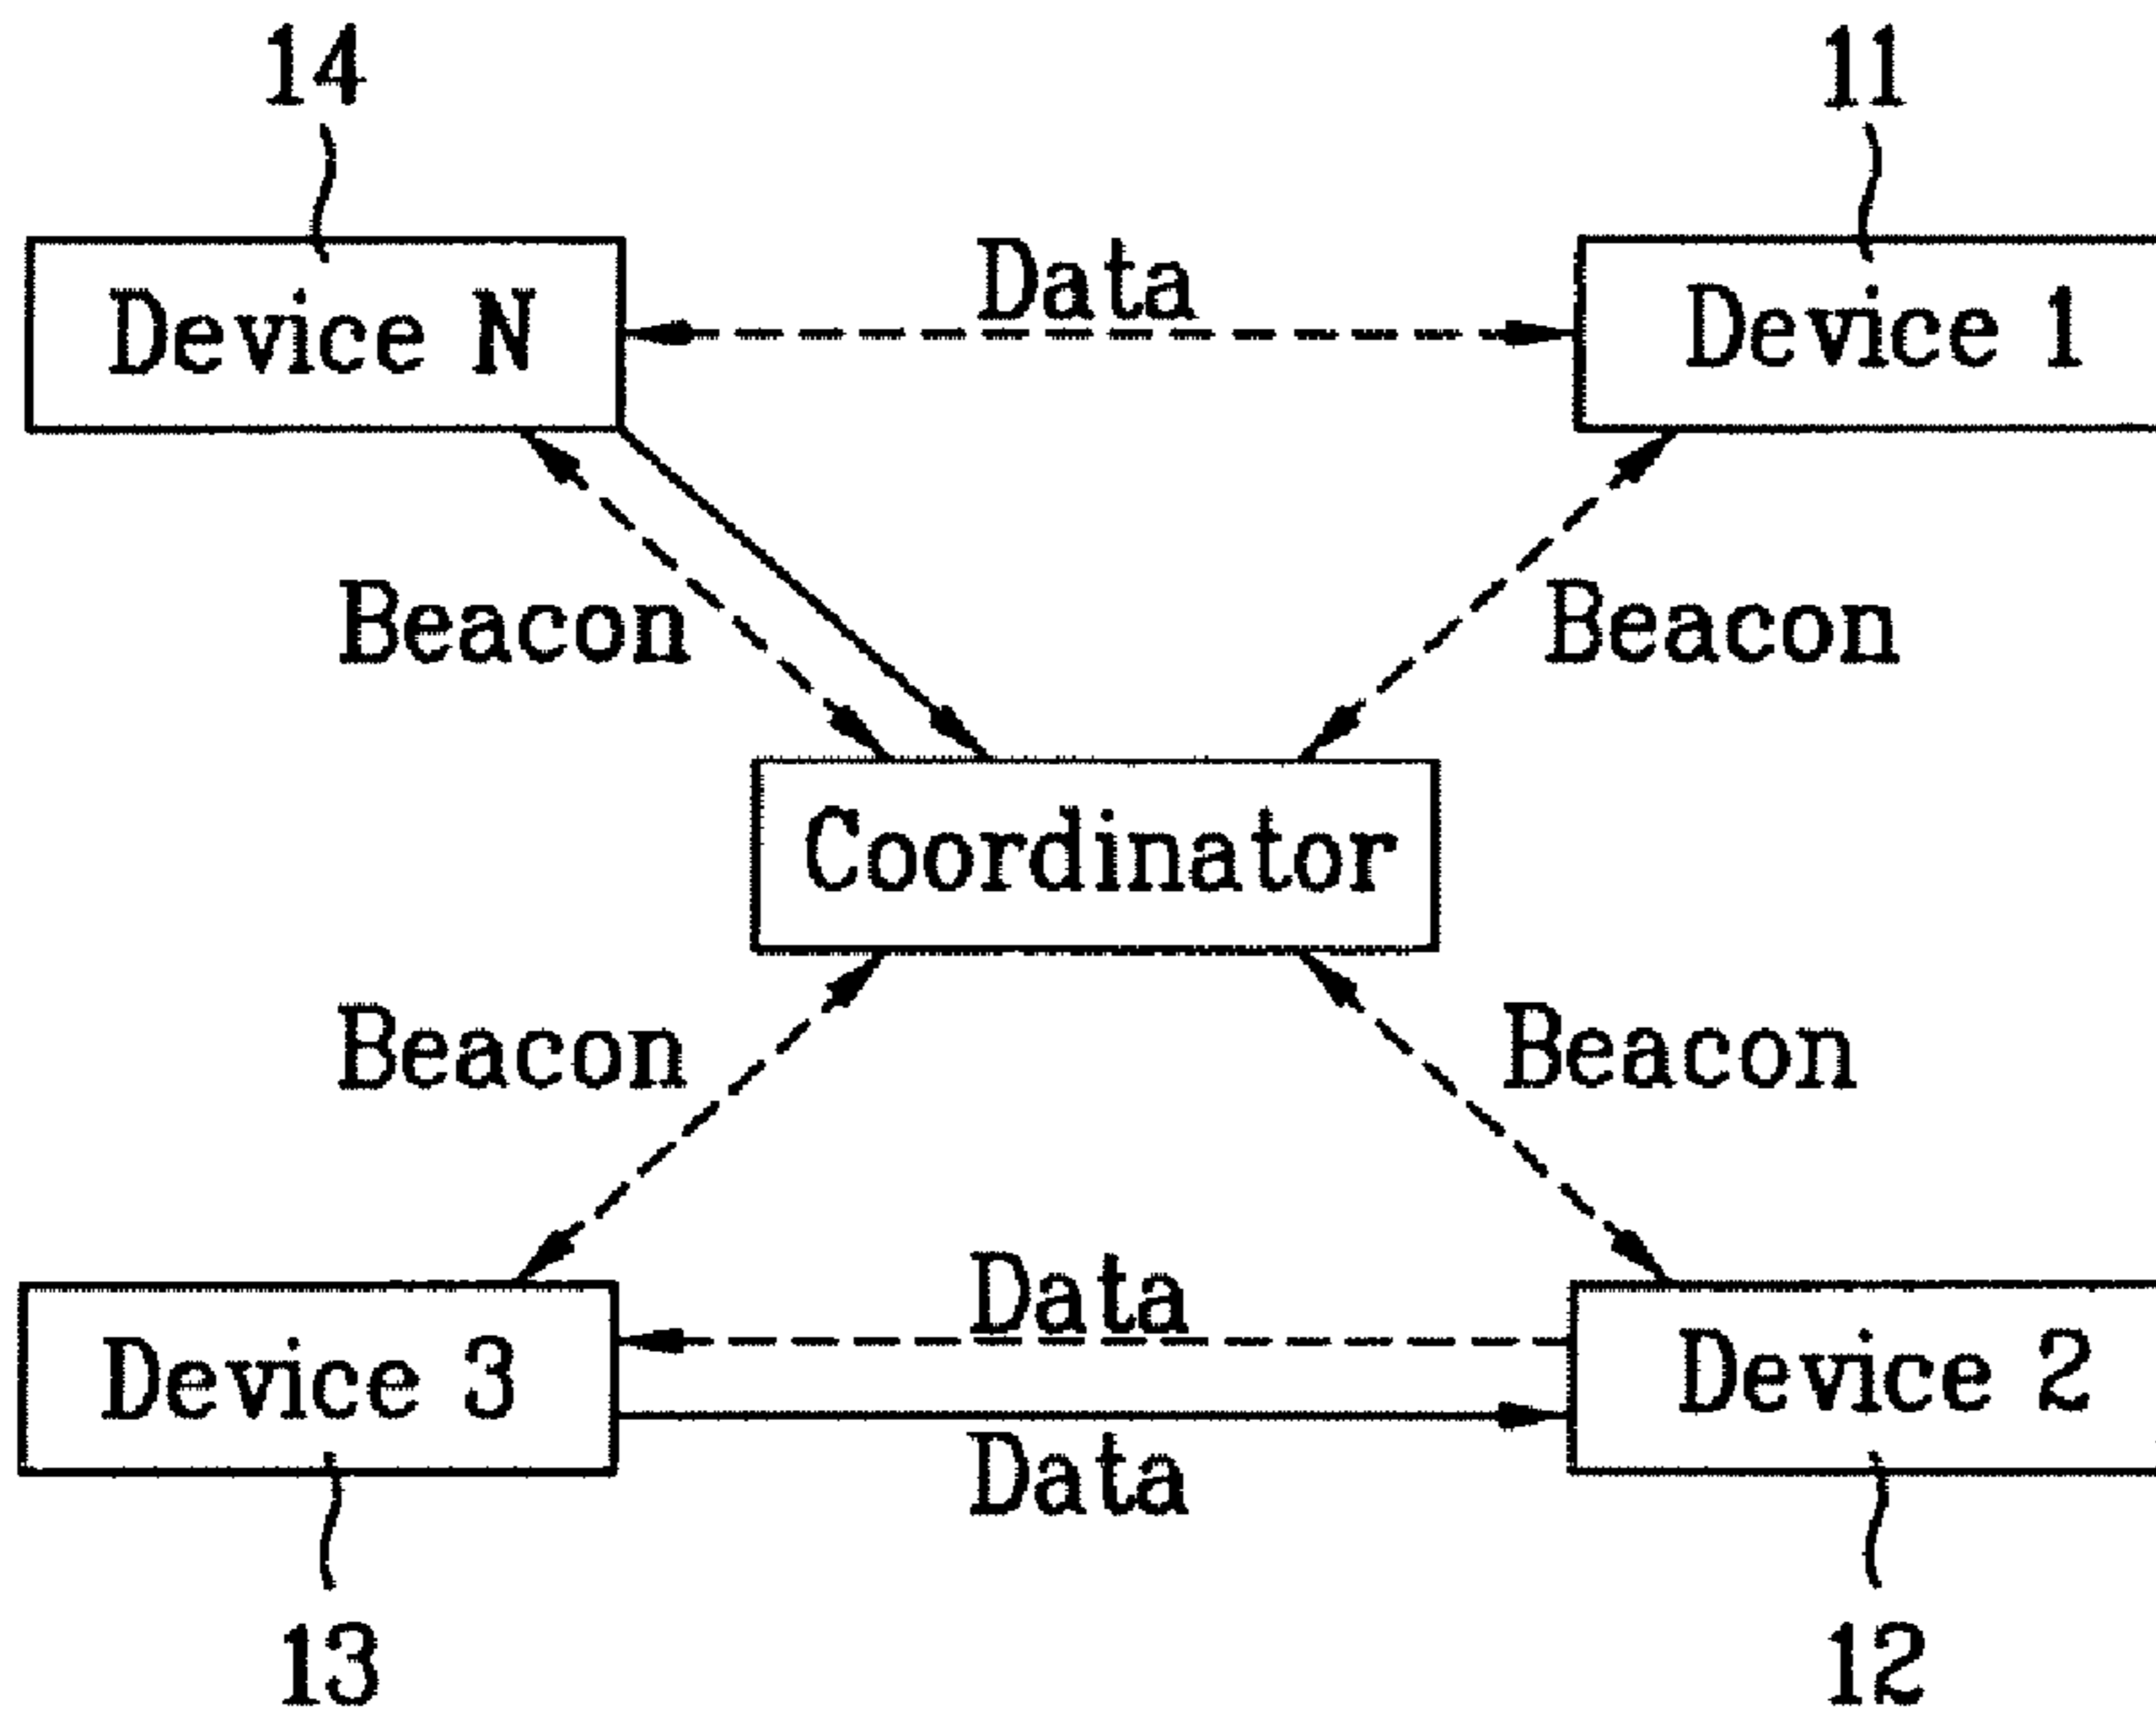 14
11
Data
Device N
Device 1
Beacon
Beacon
Coordinator
Beacon
Beacon
Data
Device 3
Device 2
Data
13
12